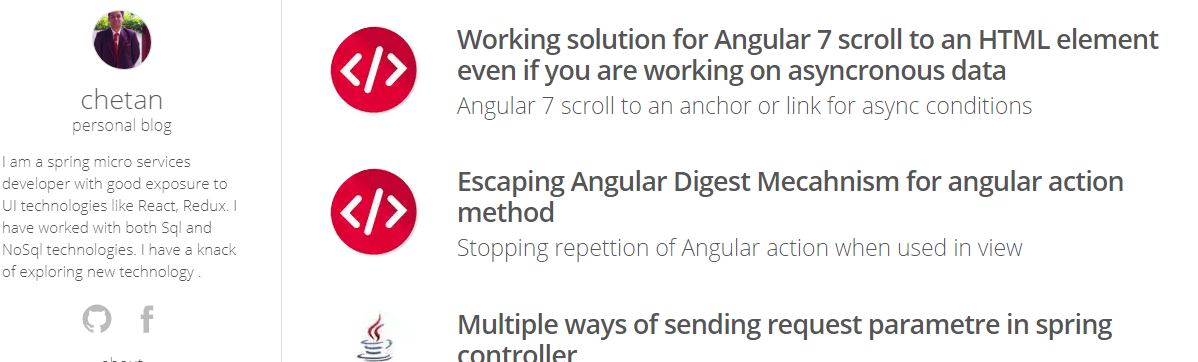 chetan
personal blog
I am a spring micro services
developer with good exposure to
UI technologies like React, Redux. I
have worked with both Sql and
NoSql technologies. I have a knack
of exploring new technology .
about
Working solution for Angular 7 scroll to an HTML element
even if you are working on asyncronous data
Angular 7 scroll to an anchor or link for async conditions
Escaping Angular Digest Mecahnism for angular action
method
Stopping repettion of Angular action when used in view
Multiple ways of sending request parametre in spring
controller